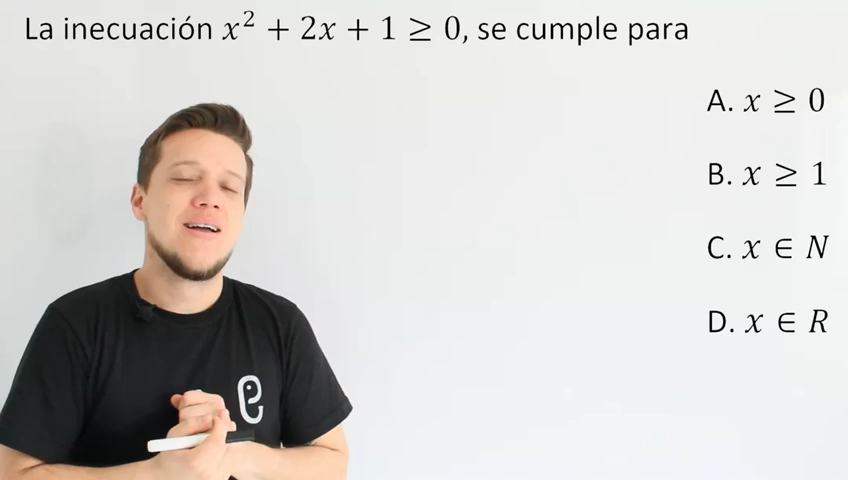 La inecuación x² + 2x + 1 ≥ 0, se cumple para
A. x ≥ 0
B. x ≥ 1
C. x ∈ N
D. x ∈ R